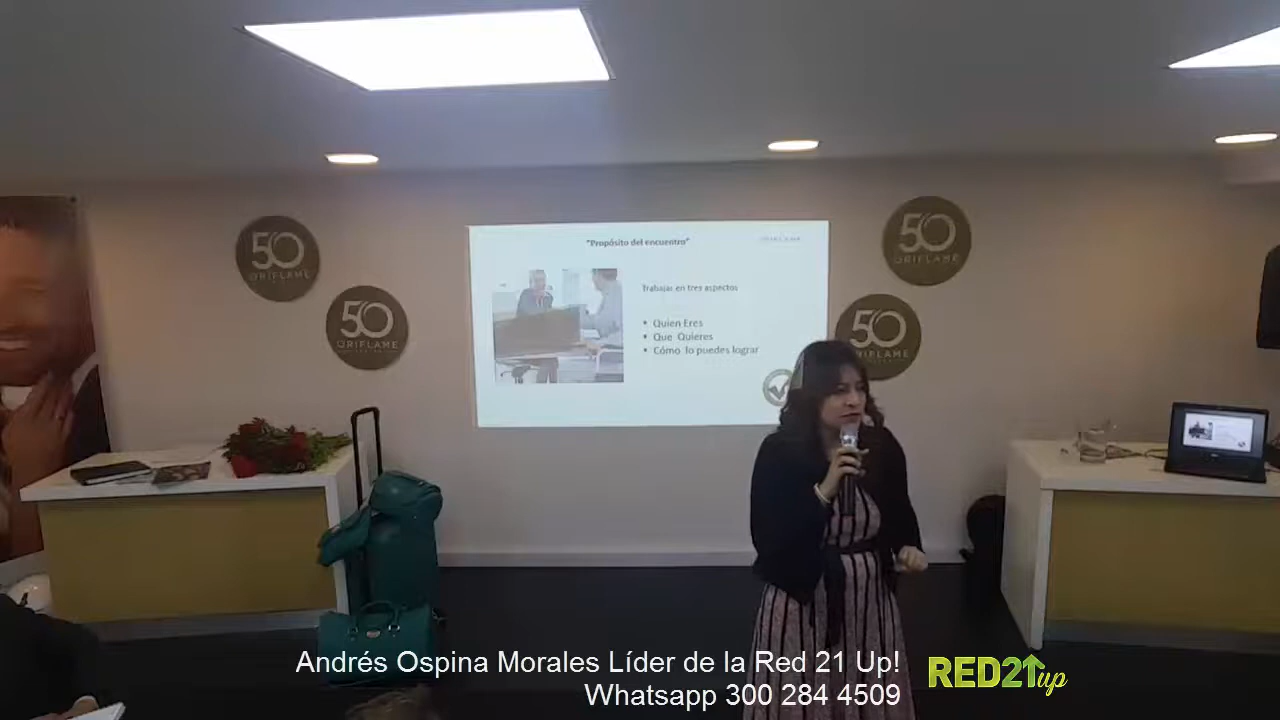 50
ORIFLAME
50
ORIFLAME
"Propósito del encuentro"
ORIFLAME
Trabajar en tres aspectos
• Quien Eres
• Que Quieres
• Cómo lo puedes lograr
50
ORIFLAME
50
ORIFLAME
Andrés Ospina Morales Líder de la Red 21 Up!
Whatsapp 300 284 4509
RED21up